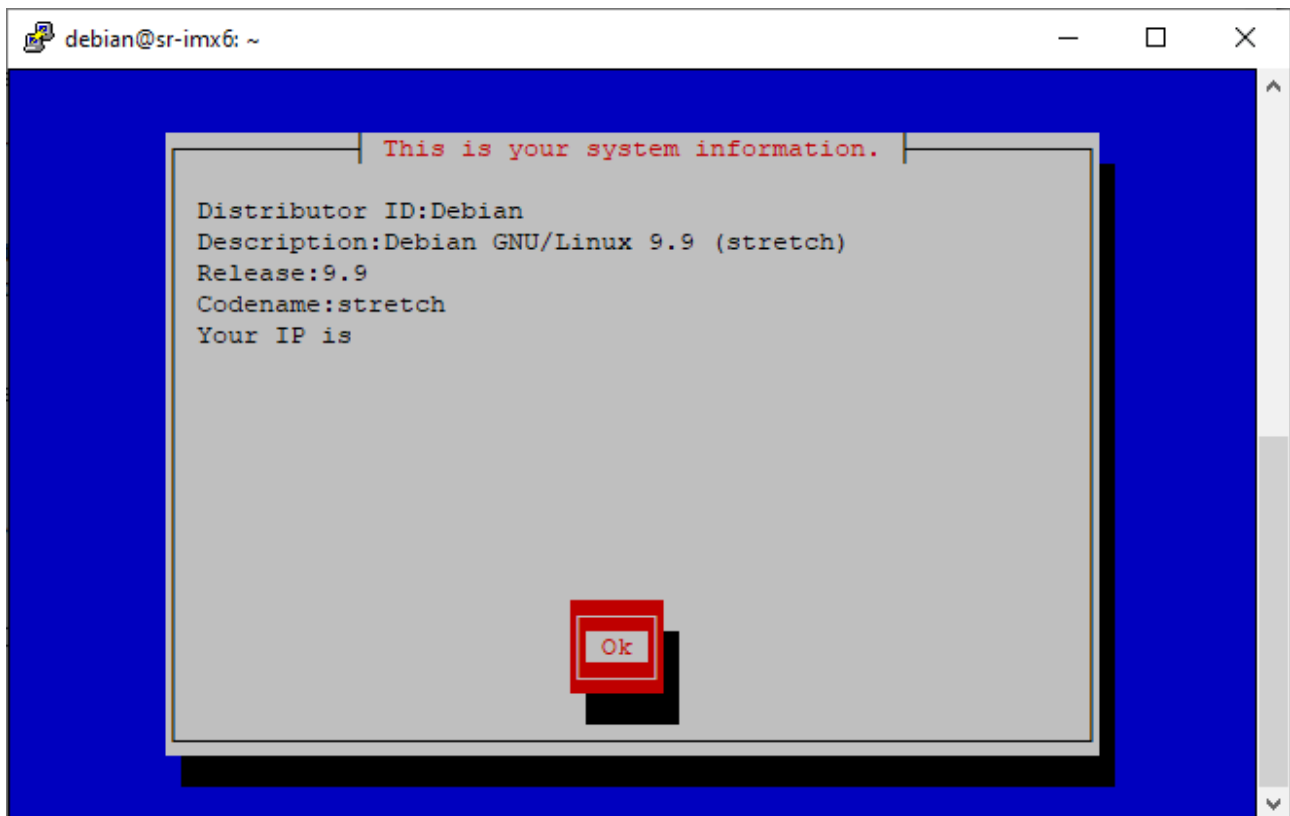 debian@sr-imx6: ~
This is your system information.
Distributor ID:Debian
Description:Debian GNU/Linux 9.9 (stretch)
Release:9.9
Codename:stretch
Your IP is
Ok